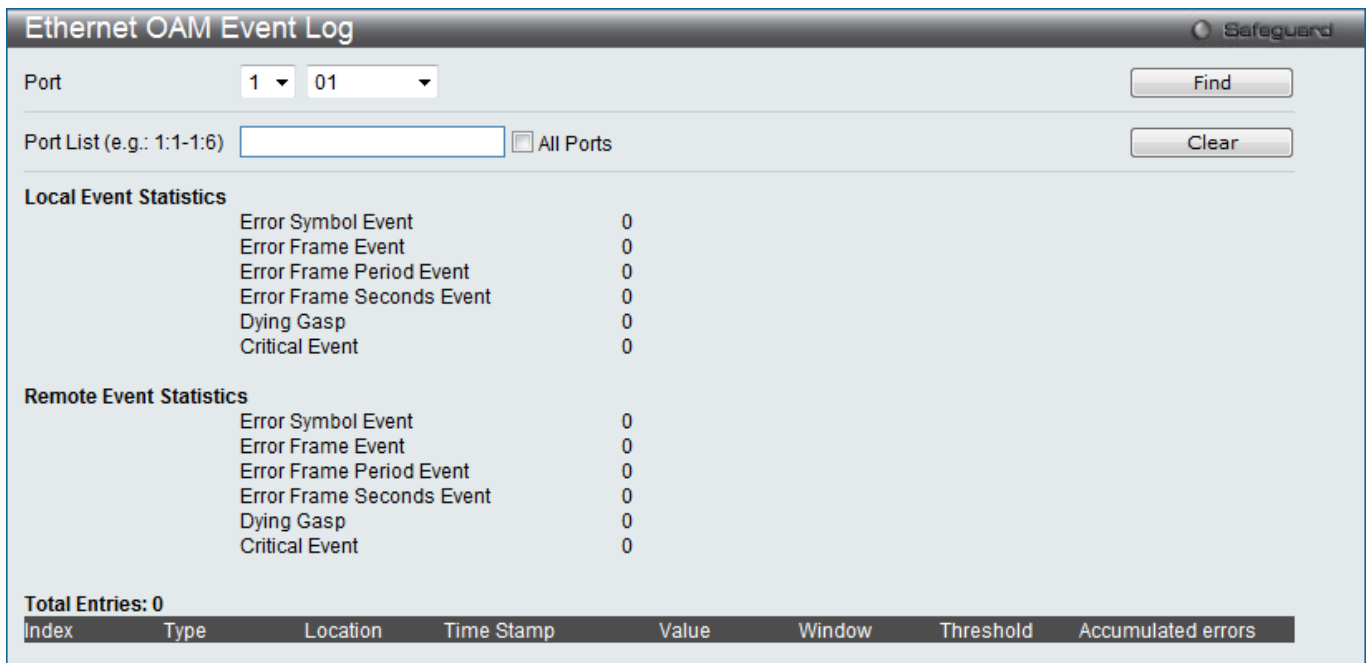 Ethernet OAM Event Log Safeguard
Port 1 01 Find
Port List (e.g.: 1:1-1:6) All Ports Clear
Local Event Statistics
Error Symbol Event 0
Error Frame Event 0
Error Frame Period Event 0
Error Frame Seconds Event 0
Dying Gasp 0
Critical Event 0
Remote Event Statistics
Error Symbol Event 0
Error Frame Event 0
Error Frame Period Event 0
Error Frame Seconds Event 0
Dying Gasp 0
Critical Event 0
Total Entries: 0
Index Type Location Time Stamp Value Window Threshold Accumulated errors